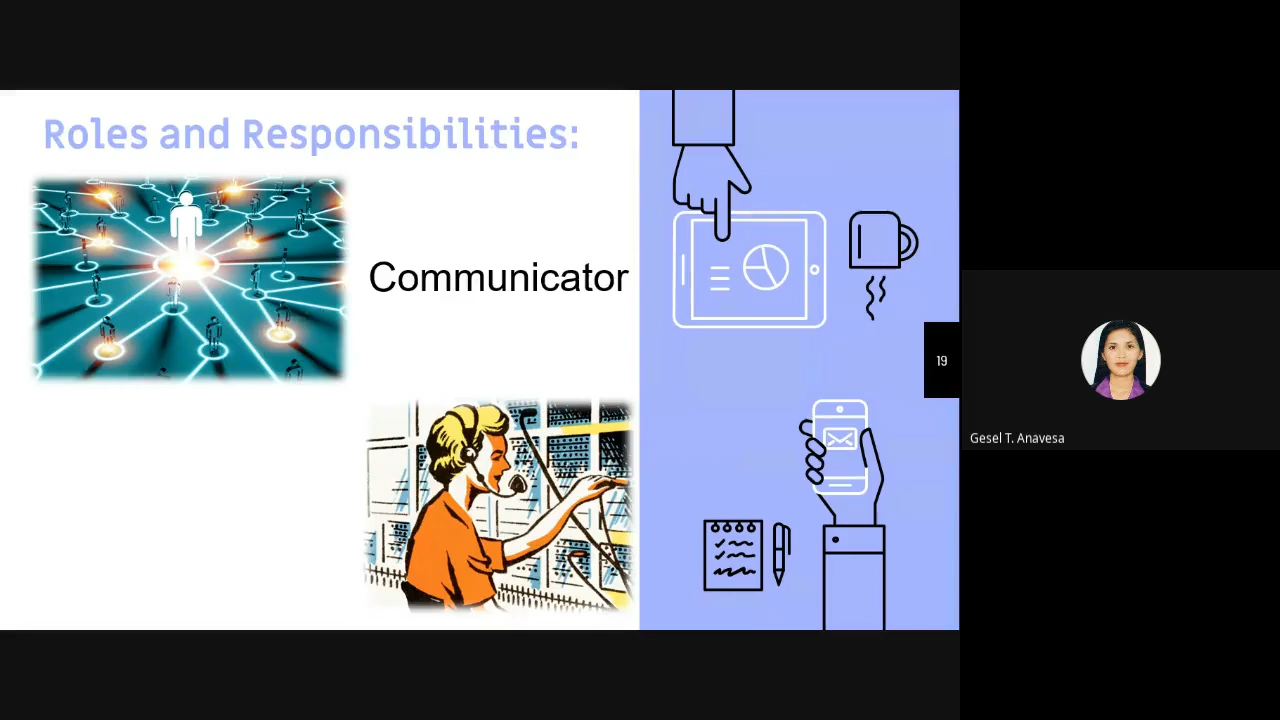 Roles and Responsibilities:
Communicator
19
Gesel T. Anavesa